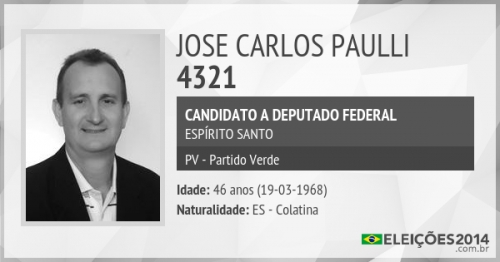 JOSE CARLOS PAULLI
4321
CANDIDATO A DEPUTADO FEDERAL
ESPÍRITO SANTO
PV - Partido Verde
Idade: 46 anos (19-03-1968)
Naturalidade: ES - Colatina
ELEIÇÕES2014
.com.br